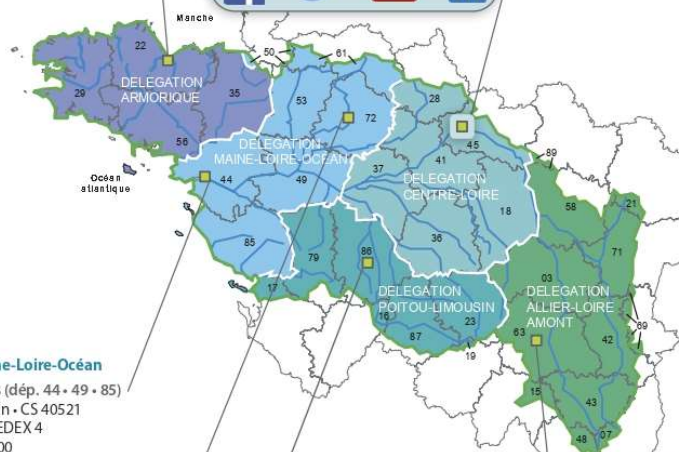 Manche
50
61
22
DELEGATION
ARMORIQUE
29
35
56
53
72
28
45
DELEGATION
MAINE-LOIRE-OCEAN
41
89
37
DELEGATION
CENTRE-LOIRE
Océan
atlantique
44
49
58
21
18
85
36
79
86
71
17
03
DELEGATION
POITOU-LIMOUSIN
DELEGATION
ALLIER-LOIRE
AMONT
16
23
63
69
87
42
19
15
43
48
07
ne-Loire-Océan
(dép. 44 • 49 • 85)
n • CS 40521
EDEX 4
00